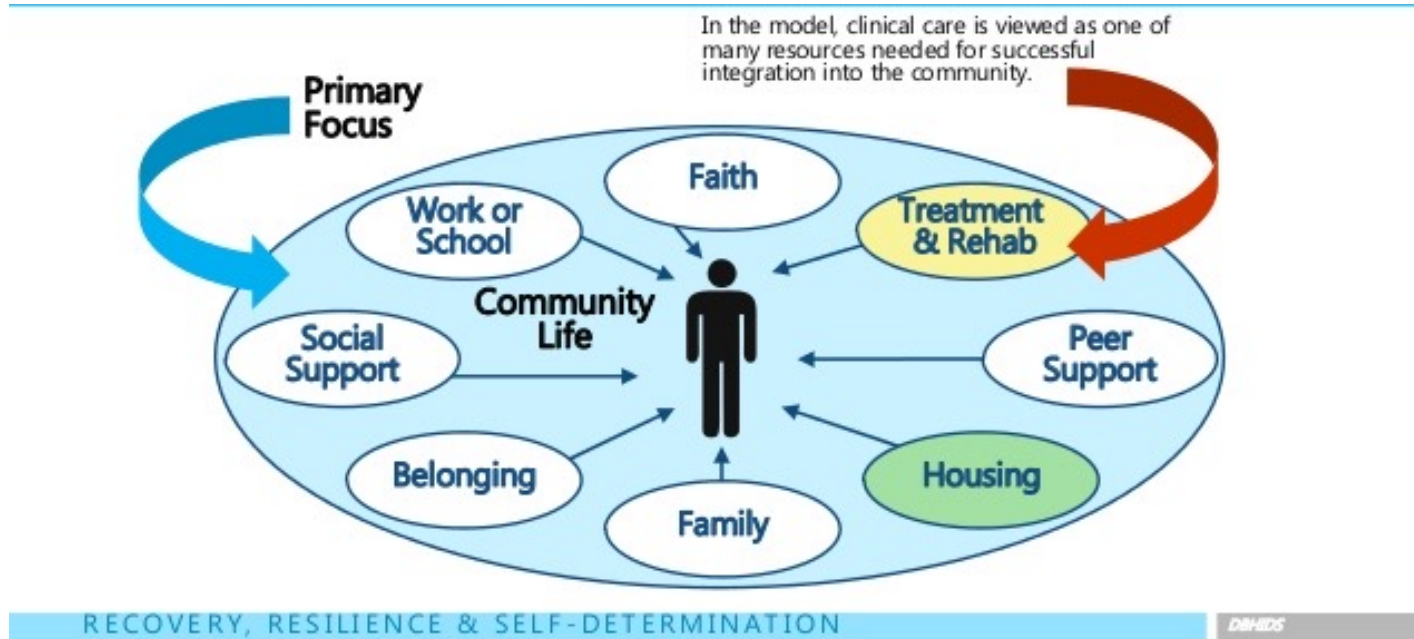 In the model, clinical care is viewed as one of
many resources needed for successful
integration into the community.
Primary
Focus
Faith
Work or
School
Treatment
& Rehab
Community
Life
Social
Support
Peer
Support
Belonging
Housing
Family
RECOVERY, RESILIENCE & SELF-DETERMINATION
DBHIDS